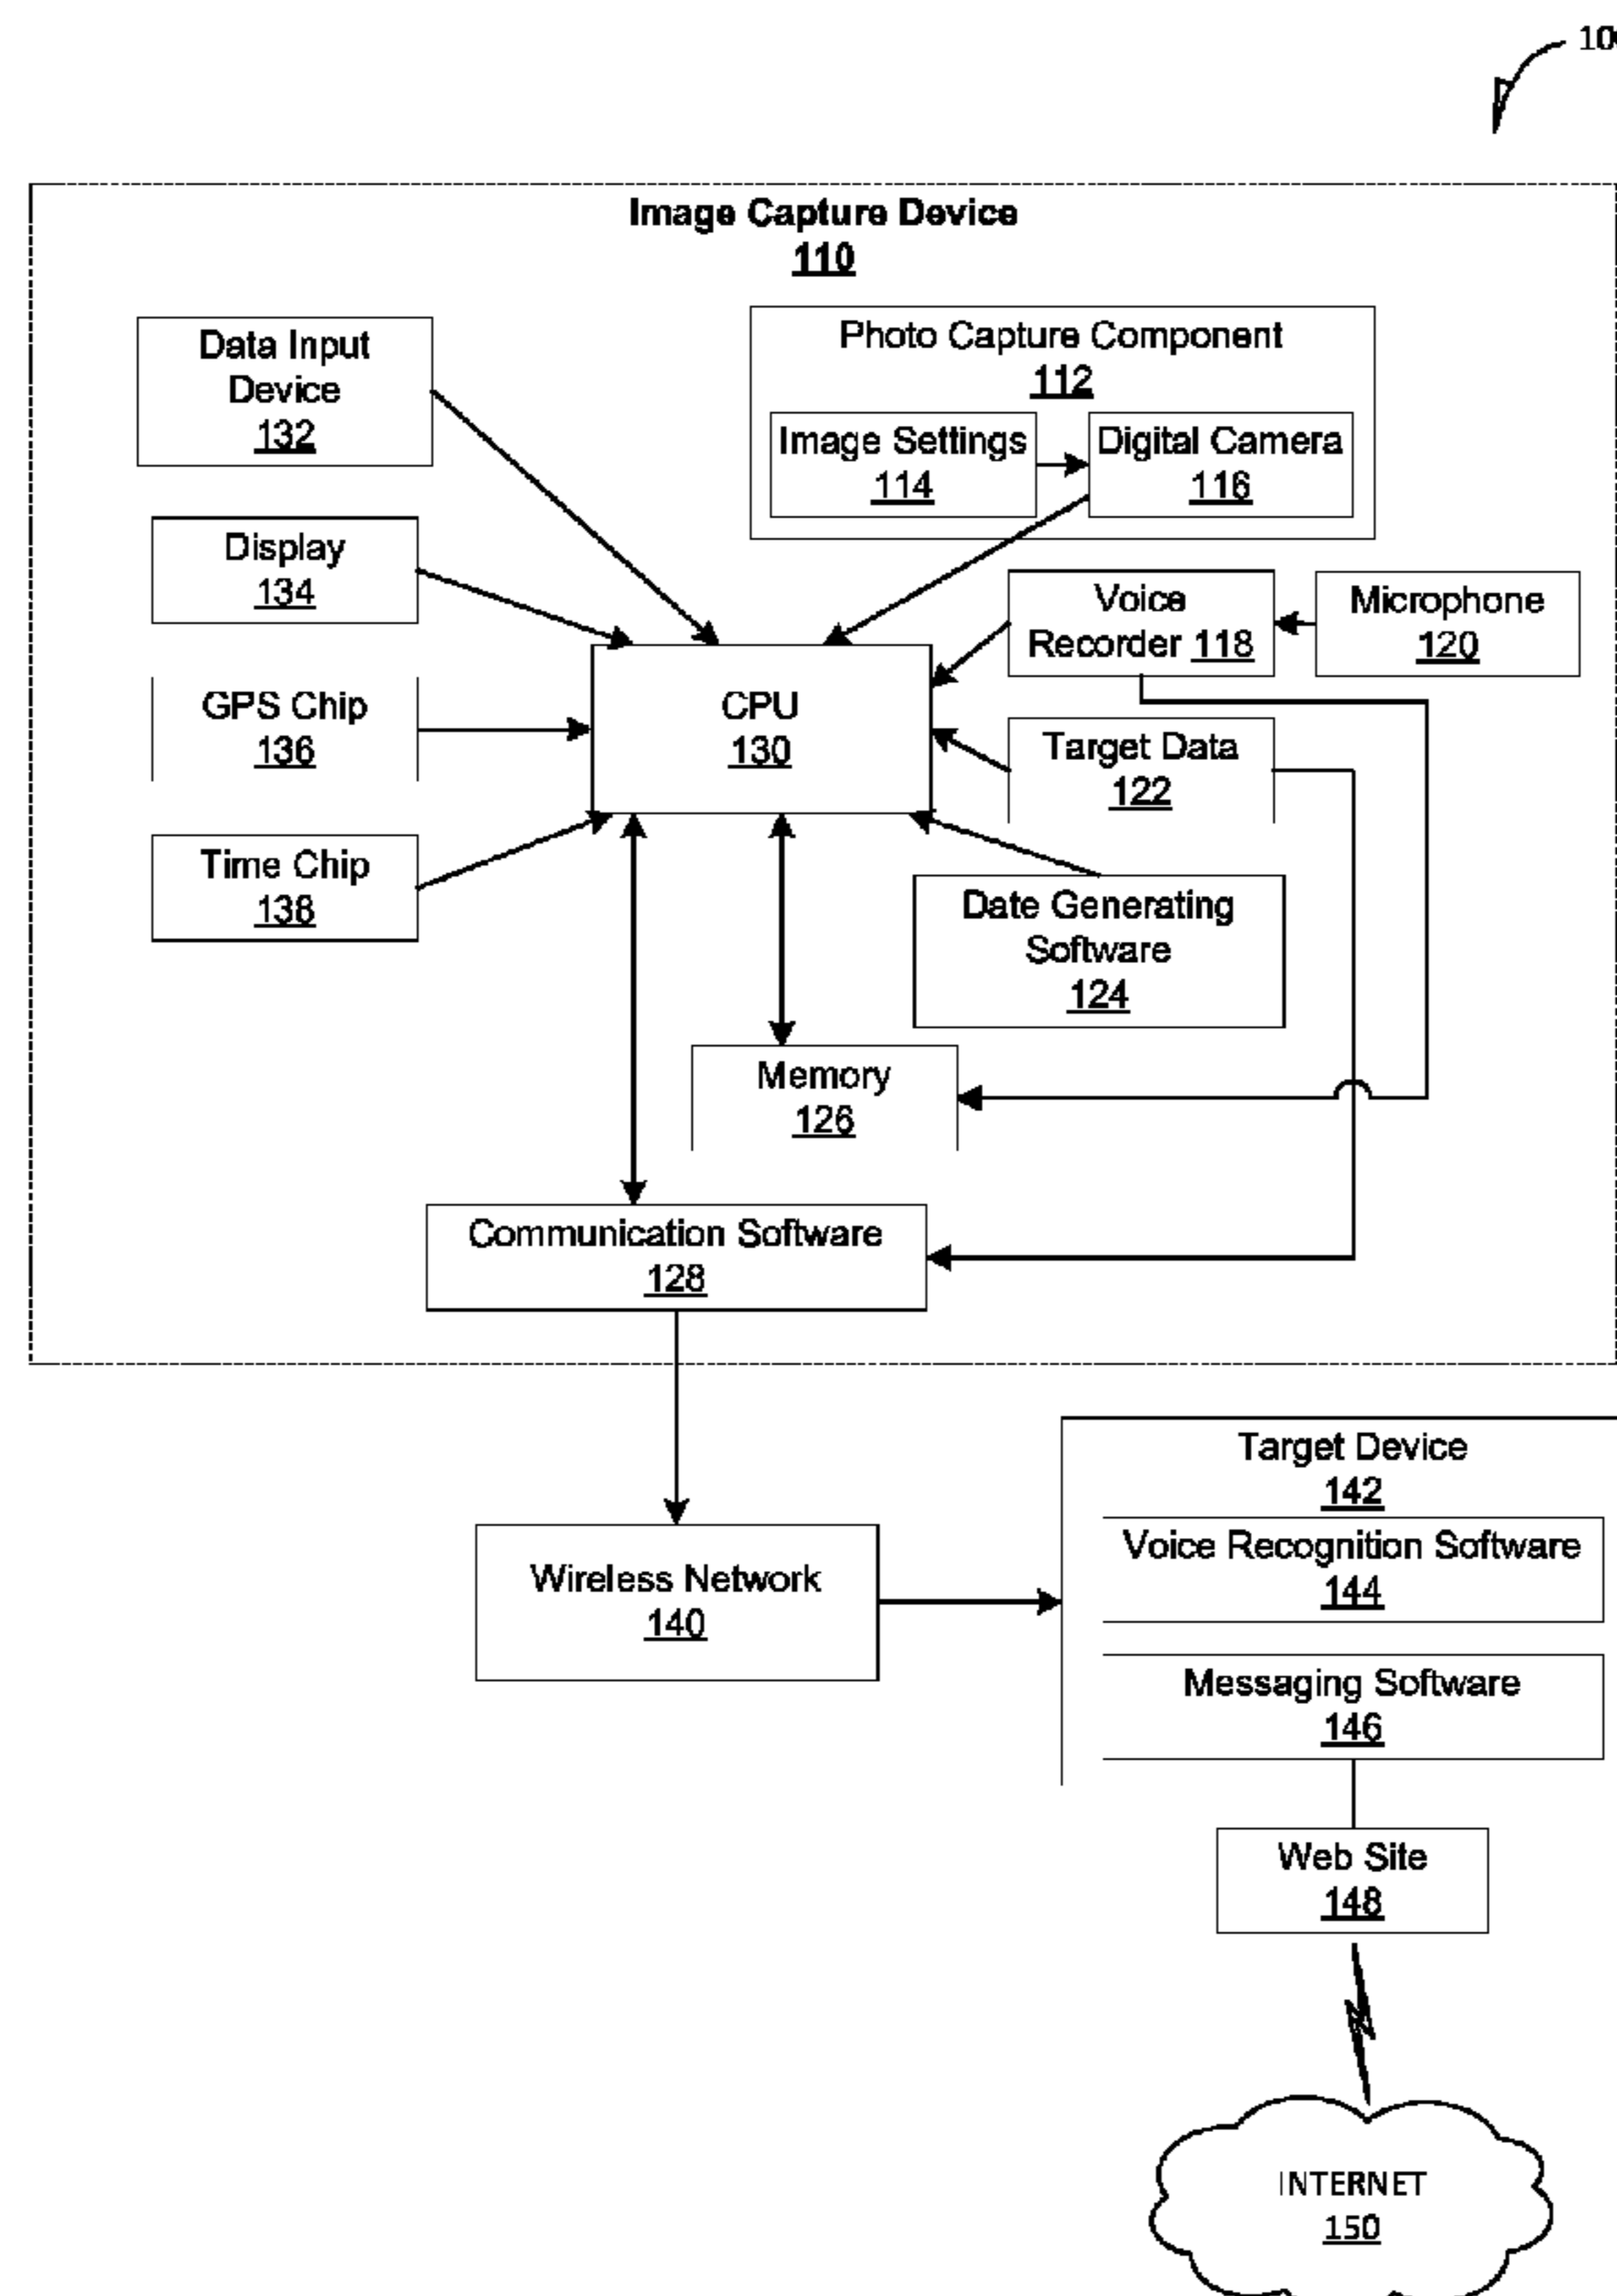 Image Capture Device
110
Data Input
Device
132
Photo Capture Component
112
Image Settings
114
Digital Camera
116
Display
134
Voice
Recorder 118
Microphone
120
GPS Chip
136
CPU
130
Target Data
122
Time Chip
138
Date Generating
Software
124
Memory
126
Communication Software
128
Target Device
142
Voice Recognition Software
144
Wireless Network
140
Messaging Software
146
Web Site
148
INTERNET
150